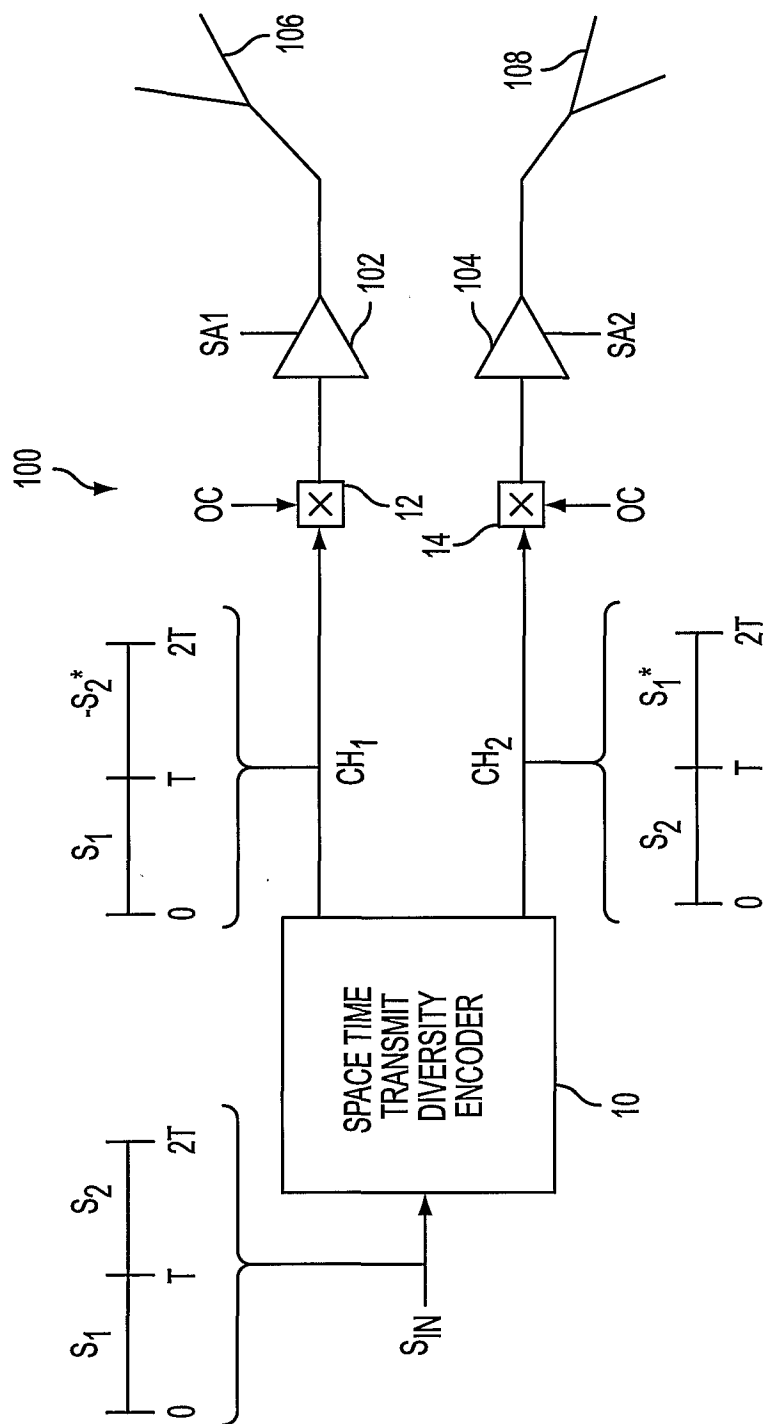 100
S1 S2
0 T 2T
SIN
SPACE TIME
TRANSMIT
DIVERSITY
ENCODER
10
S1 -S2*
0 T 2T
CH1
OC
12
SA1
102
106
CH2
S2 S1*
0 T 2T
14
OC
104
SA2
108